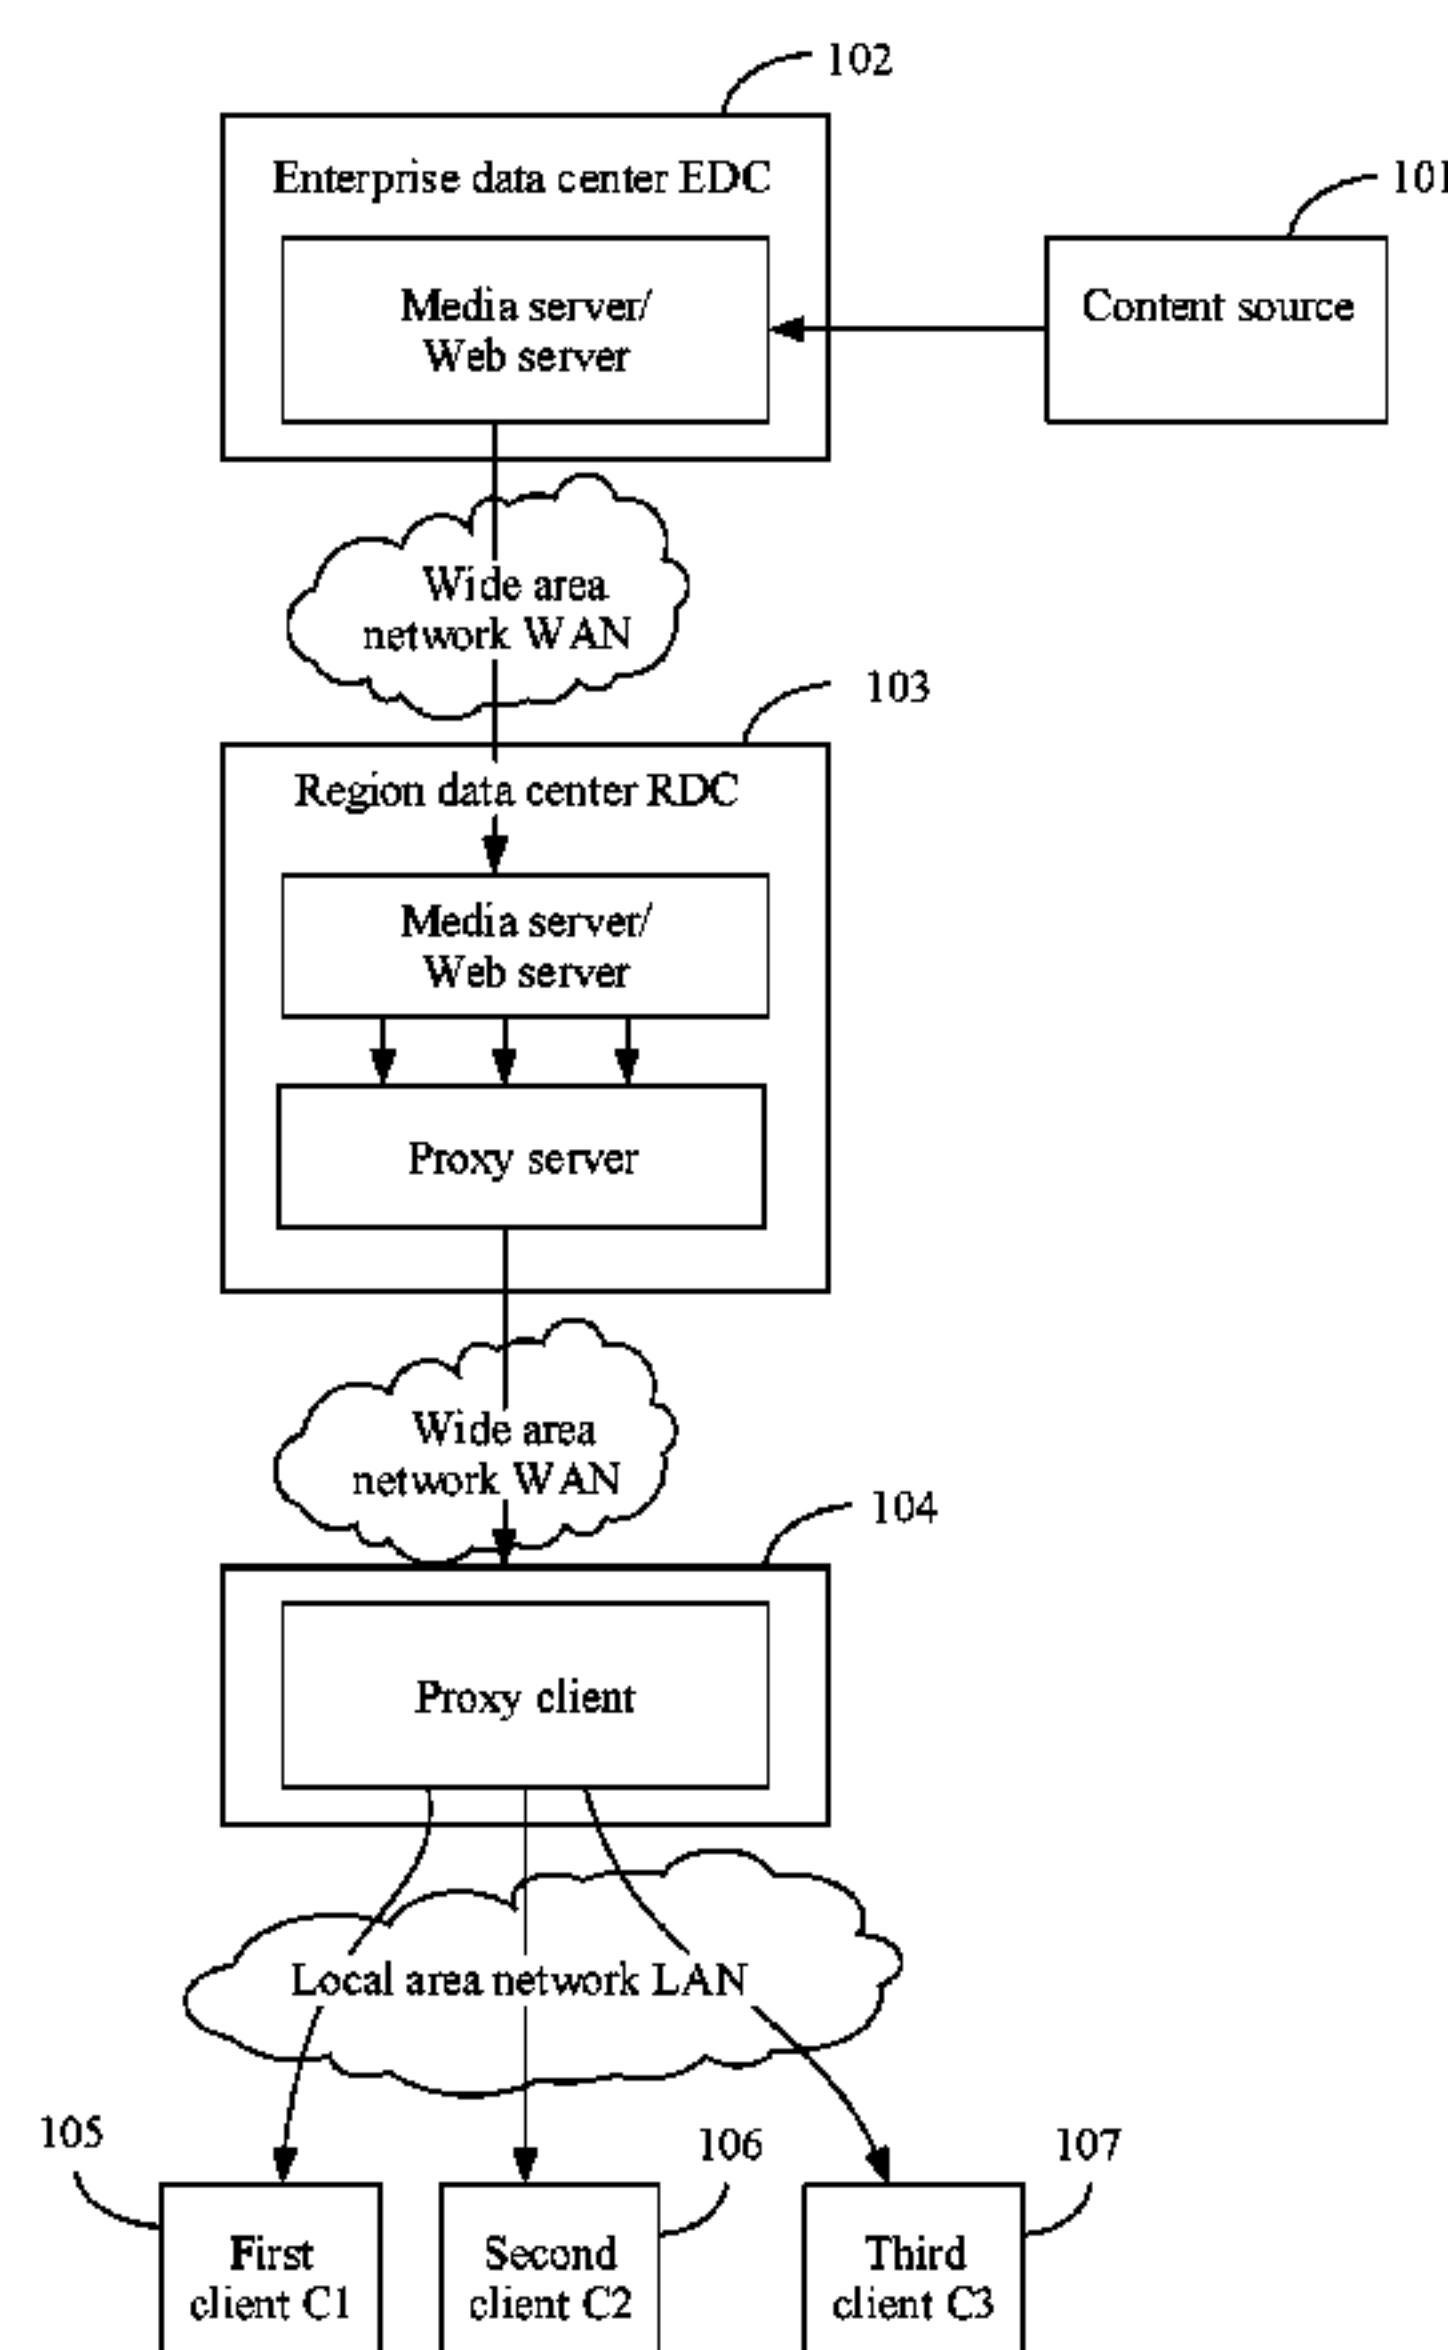 102
Enterprise data center EDC
101
Media server/
Web server
Content source
Wide area
network WAN
103
Region data center RDC
Media server/
Web server
Proxy server
Wide area
network WAN
104
Proxy client
Local area network LAN
105
106
107
First
client C1
Second
client C2
Third
client C3